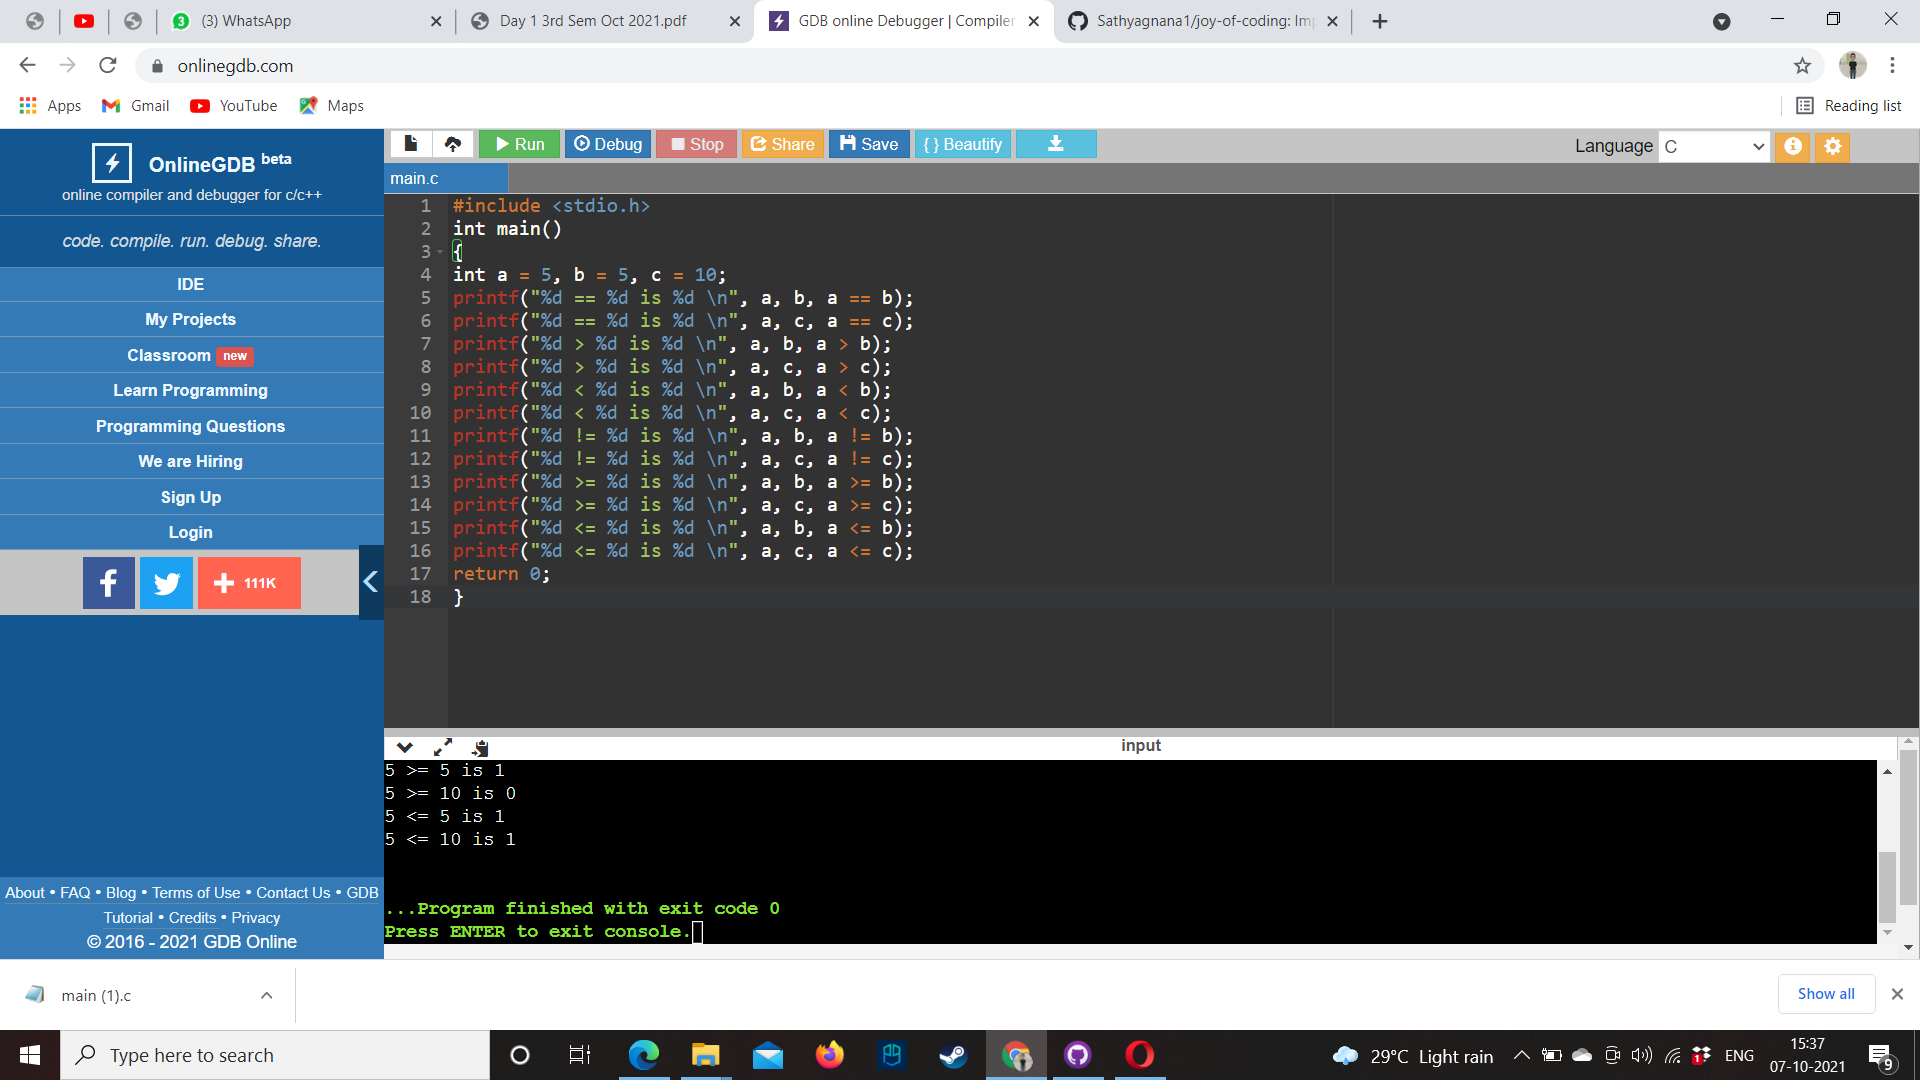 (3) WhatsApp
Day 1 3rd Sem Oct 2021.pdf
GDB online Debugger | Compiler
Sathyagnana1/joy-of-coding: Im
onlinegdb.com
Apps
Gmail
YouTube
Maps
Reading list
OnlineGDB beta
online compiler and debugger for c/c++
code. compile. run. debug. share.
IDE
My Projects
Classroom new
Learn Programming
Programming Questions
We are Hiring
Sign Up
Login
111K
About • FAQ • Blog • Terms of Use • Contact Us • GDB
Tutorial • Credits • Privacy
© 2016 - 2021 GDB Online
Run
Debug
Stop
Share
Save
{ } Beautify
Language C
main.c
1 #include <stdio.h>
2 int main()
3 {
4 int a = 5, b = 5, c = 10;
5 printf("%d == %d is %d \n", a, b, a == b);
6 printf("%d == %d is %d \n", a, c, a == c);
7 printf("%d > %d is %d \n", a, b, a > b);
8 printf("%d > %d is %d \n", a, c, a > c);
9 printf("%d < %d is %d \n", a, b, a < b);
10 printf("%d < %d is %d \n", a, c, a < c);
11 printf("%d != %d is %d \n", a, b, a != b);
12 printf("%d != %d is %d \n", a, c, a != c);
13 printf("%d >= %d is %d \n", a, b, a >= b);
14 printf("%d >= %d is %d \n", a, c, a >= c);
15 printf("%d <= %d is %d \n", a, b, a <= b);
16 printf("%d <= %d is %d \n", a, c, a <= c);
17 return 0;
18 }
input
5 >= 5 is 1
5 >= 10 is 0
5 <= 5 is 1
5 <= 10 is 1
...Program finished with exit code 0
Press ENTER to exit console.
main (1).c
Show all
Type here to search
29°C Light rain
ENG
15:37
07-10-2021
9